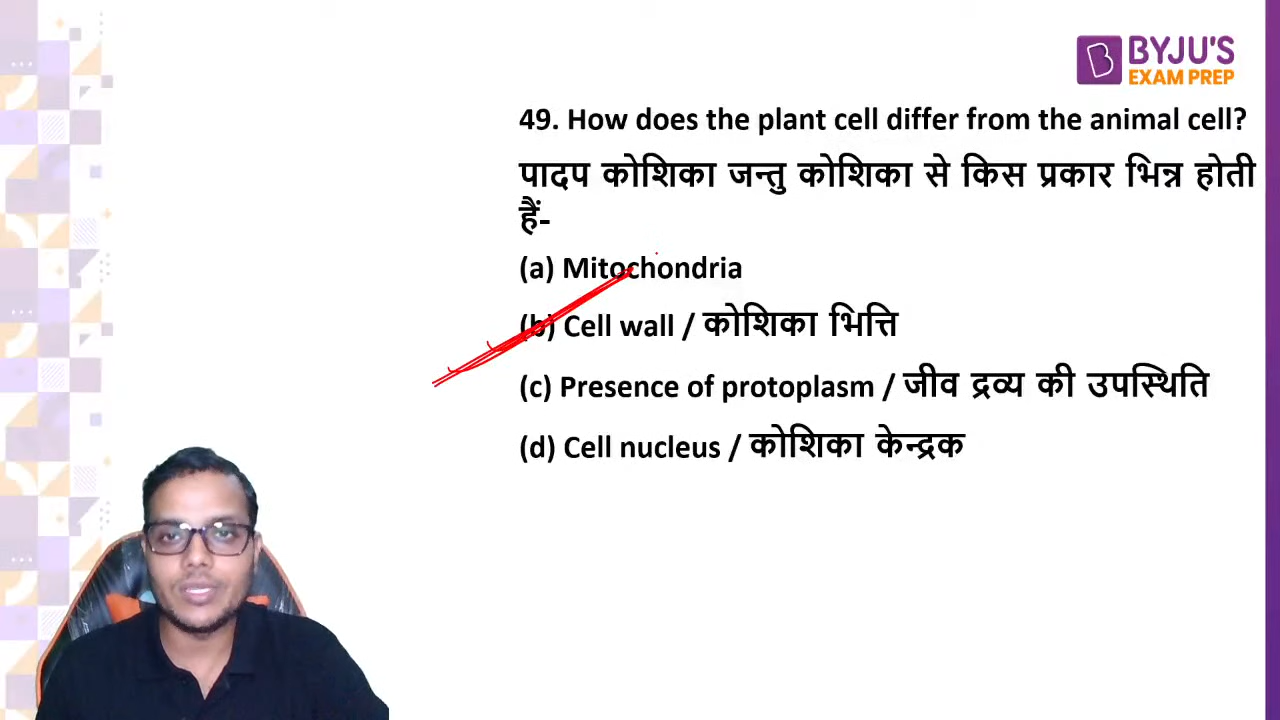 BYJU'S
EXAM PREP
49. How does the plant cell differ from the animal cell?
पादप कोशिका जन्तु कोशिका से किस प्रकार भिन्न होती
हैं-
(a) Mitochondria
(b) Cell wall / कोशिका भित्ति
(c) Presence of protoplasm / जीव द्रव्य की उपस्थिति
(d) Cell nucleus / कोशिका केन्द्रक